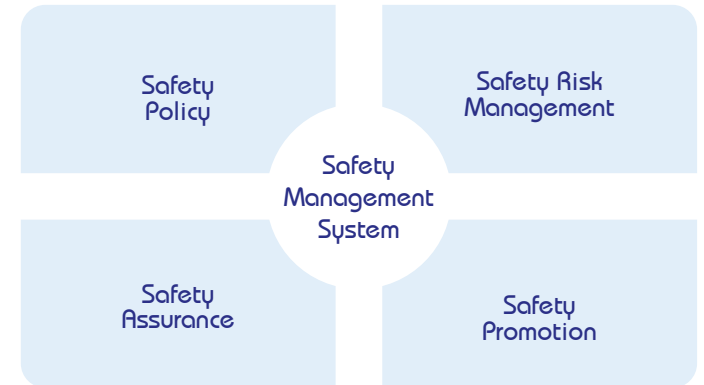 Safety
Policy
Safety Risk
Management
Safety
Management
System
Safety
Assurance
Safety
Promotion